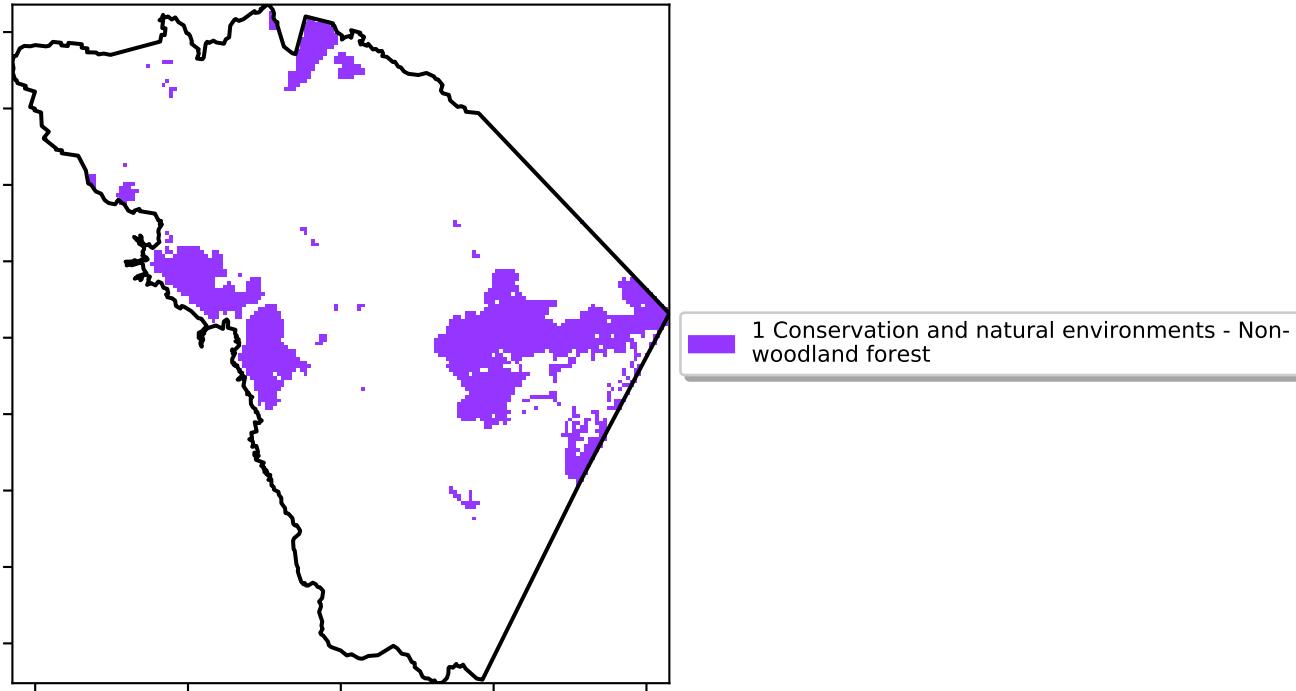 1 Conservation and natural environments - Non-
woodland forest